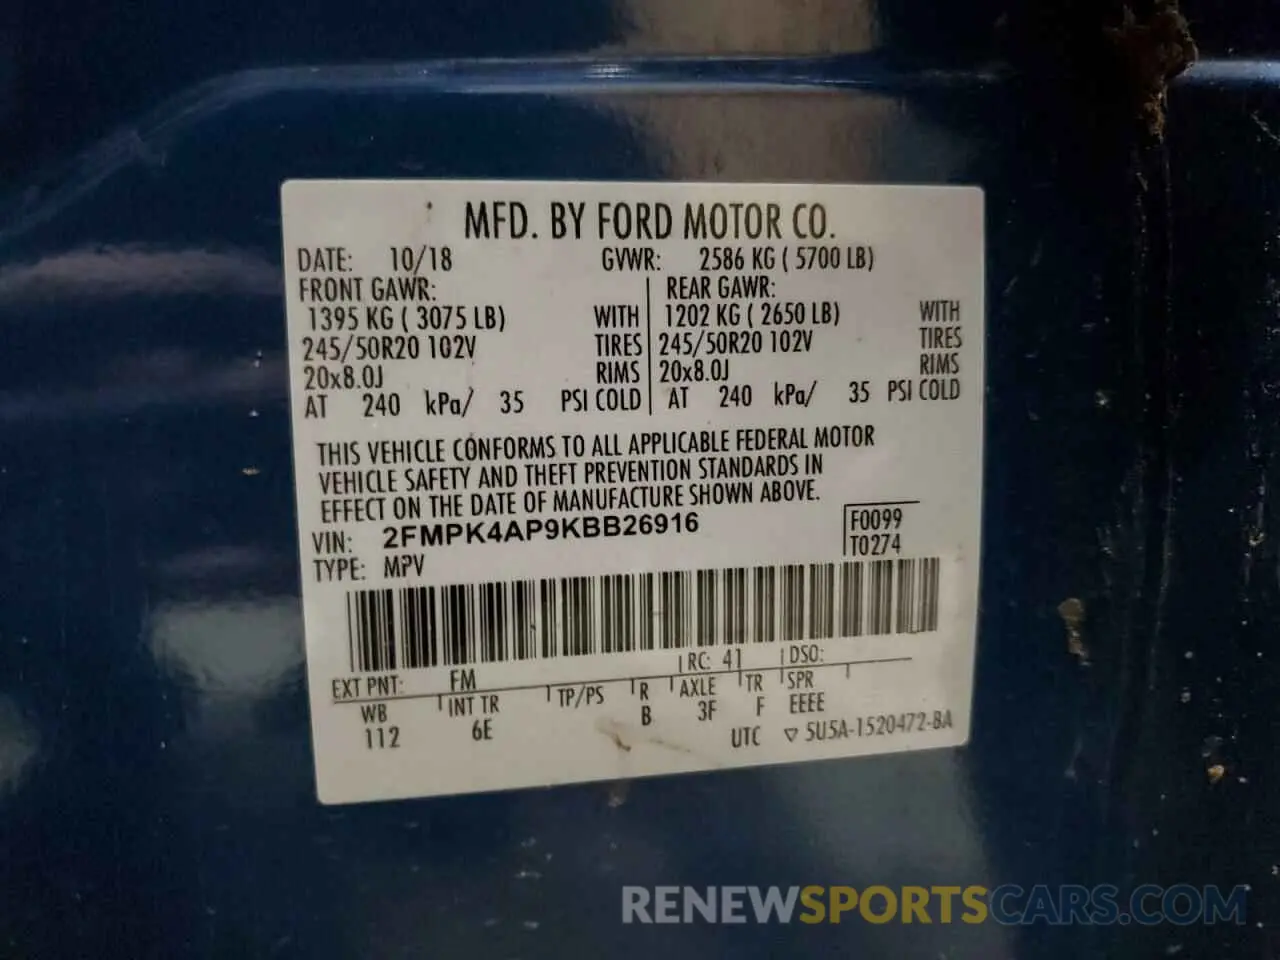 MFD. BY FORD MOTOR CO.
DATE: 10/18 GVWR: 2586 KG ( 5700 LB)
FRONT GAWR: REAR GAWR:
1395 KG ( 3075 LB) WITH 1202 KG ( 2650 LB) WITH
245/50R20 102V TIRES 245/50R20 102V TIRES
20x8.0J RIMS 20x8.0J RIMS
AT 240 kPa/ 35 PSI COLD AT 240 kPa/ 35 PSI COLD
THIS VEHICLE CONFORMS TO ALL APPLICABLE FEDERAL MOTOR
VEHICLE SAFETY AND THEFT PREVENTION STANDARDS IN
EFFECT ON THE DATE OF MANUFACTURE SHOWN ABOVE.
VIN: 2FMPK4AP9KBB26916 F0099
TYPE: MPV T0274
EXT PNT: FM RC: 41 DSO:
WB INT TR TP/PS R AXLE TR SPR
112 6E B 3F F EEEE
UTC ▽ 5U5A-1520472-BA
RENEWSPORTSCARS.COM